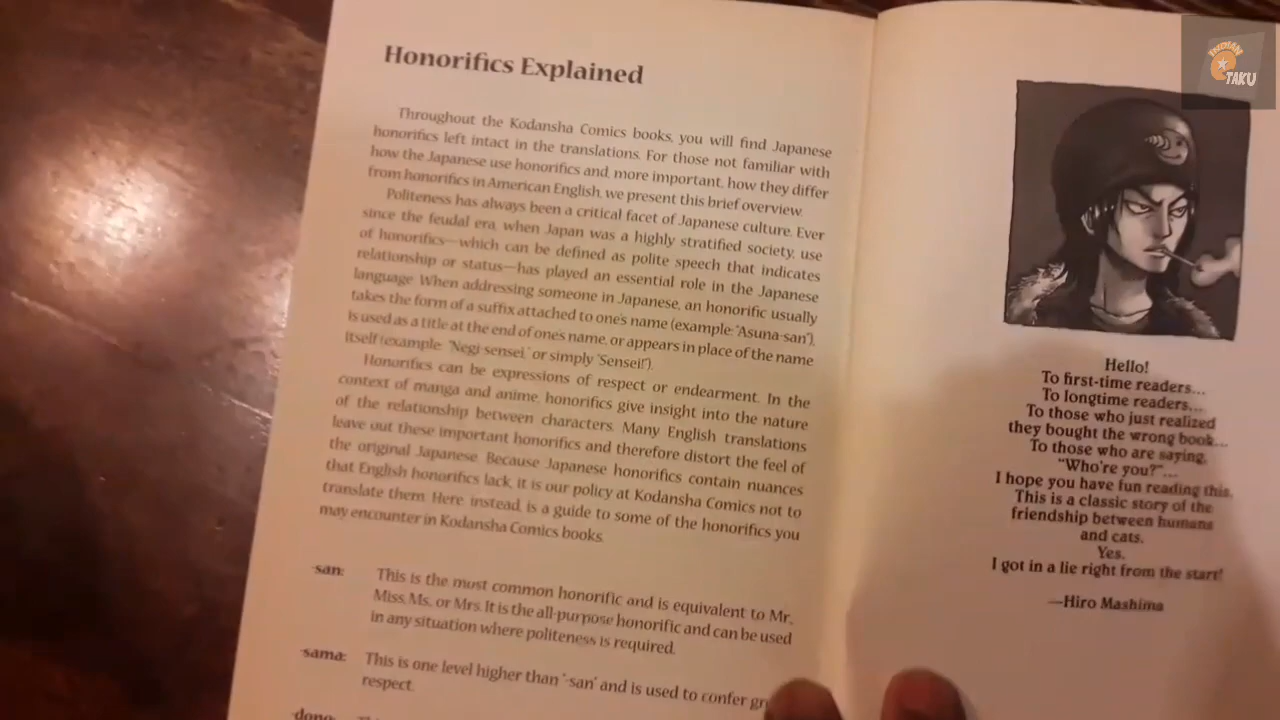 Honorifics Explained
Throughout the Kodansha Comics books, you will find Japanese
honorifics left intact in the translations. For those not familiar with
how the Japanese use honorifics and, more important, how they differ
from honorifics in American English, we present this brief overview.
Politeness has always been a critical facet of Japanese culture. Ever
since the feudal era, when Japan was a highly stratified society, use
of honorifics—which can be defined as polite speech that indicates
relationship or status—has played an essential role in the Japanese
language. When addressing someone in Japanese, an honorific usually
takes the form of a suffix attached to one's name (example: "Asuna-san"),
is used as a title at the end of one's name, or appears in place of the name
itself (example: "Negi-sensei," or simply "Sensei!").
Honorifics can be expressions of respect or endearment. In the
context of manga and anime, honorifics give insight into the nature
of the relationship between characters. Many English translations
leave out these important honorifics and therefore distort the feel of
the original Japanese. Because Japanese honorifics contain nuances
that English honorifics lack, it is our policy at Kodansha Comics not to
translate them. Here, instead, is a guide to some of the honorifics you
may encounter in Kodansha Comics books.
-san: This is the most common honorific and is equivalent to Mr.,
Miss, Ms., or Mrs. It is the all-purpose honorific and can be used
in any situation where politeness is required.
-sama: This is one level higher than "-san" and is used to confer
respect.
-dono:
INDIAN
OTAKU
Hello!
To first-time readers...
To longtime readers...
To those who just realized
they bought the wrong book...
To those who are saying,
"Who're you?"...
I hope you have fun reading this.
This is a classic story of the
friendship between humans
and cats.
Yes.
I got in a lie right from the start!
—Hiro Mashima